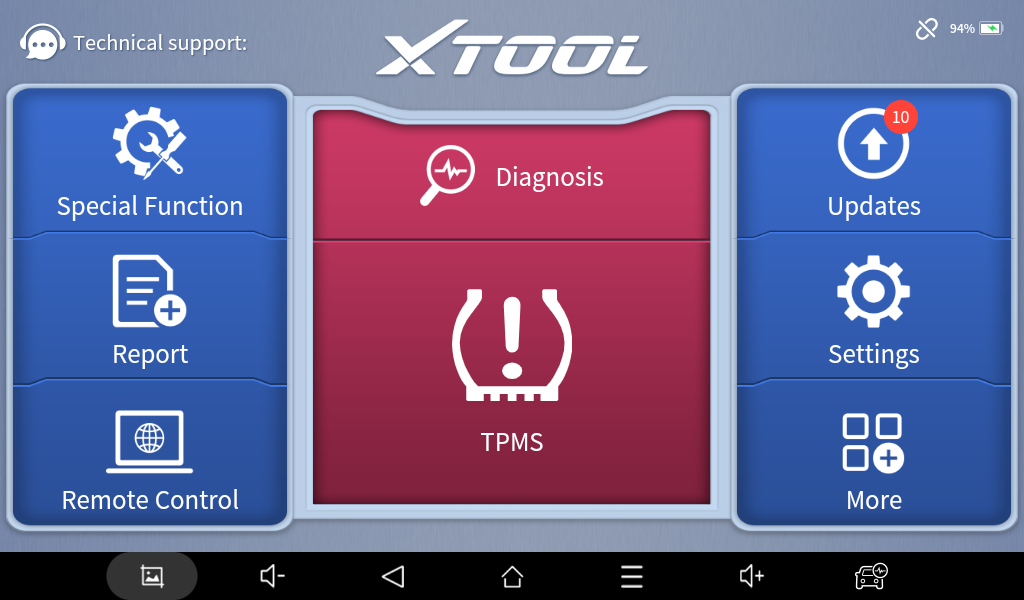 Technical support:
XTOOL
94%
Special Function
Diagnosis
10
Updates
Report
TPMS
Settings
Remote Control
More